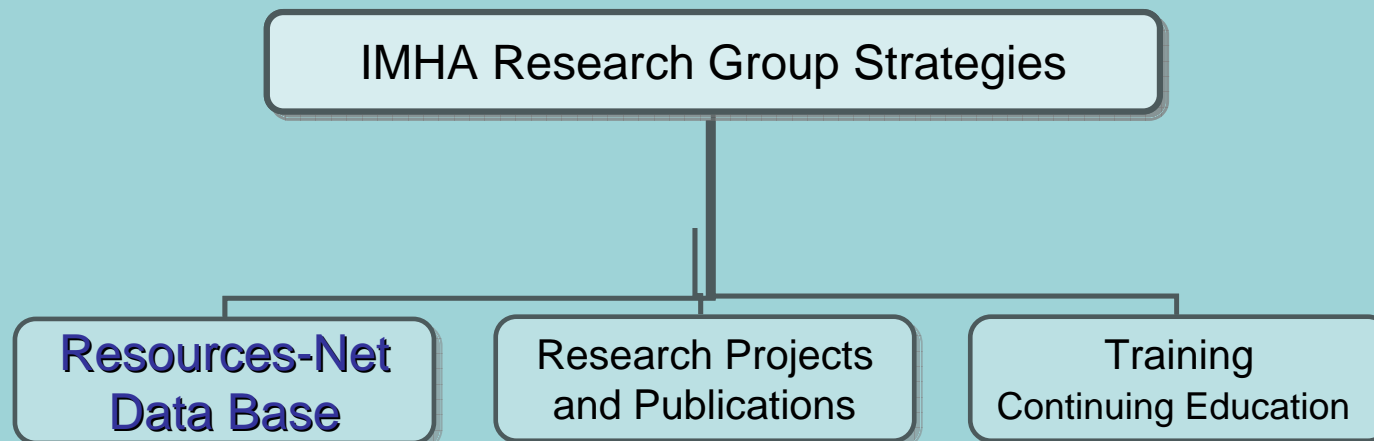 IMHA Research Group Strategies
Resources-Net
Data Base
Research Projects
and Publications
Training
Continuing Education